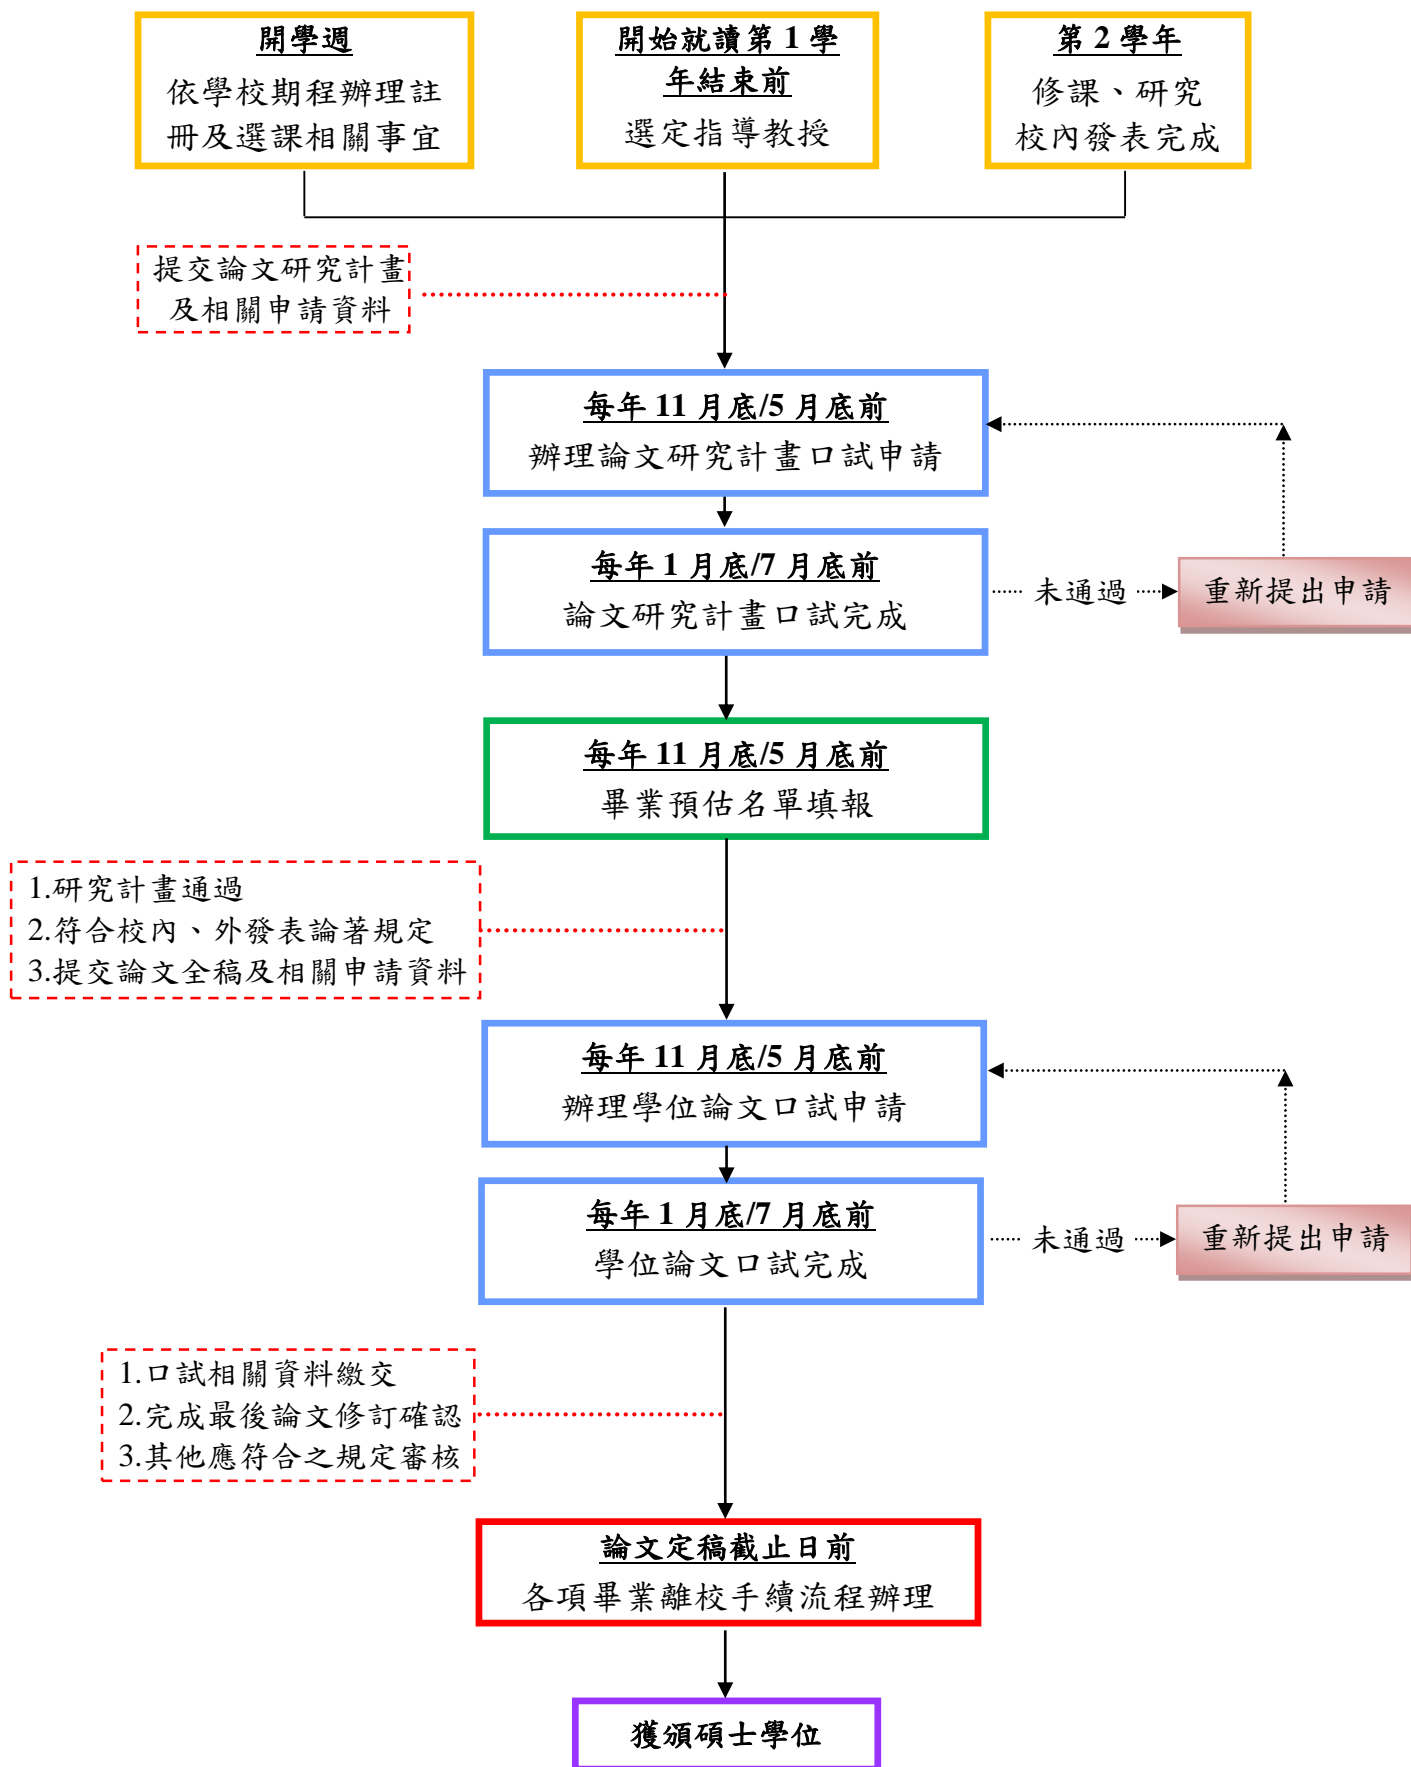 開學週
依學校期程辦理註
冊及選課相關事宜
開始就讀第 1 學
年結束前
選定指導教授
第 2 學年
修課、研究
校內發表完成
提交論文研究計畫
及相關申請資料
每年 11 月底/5 月底前
辦理論文研究計畫口試申請
每年 1 月底/7 月底前
論文研究計畫口試完成
未通過
重新提出申請
每年 11 月底/5 月底前
畢業預估名單填報
1.研究計畫通過
2.符合校內、外發表論著規定
3.提交論文全稿及相關申請資料
每年 11 月底/5 月底前
辦理學位論文口試申請
每年 1 月底/7 月底前
學位論文口試完成
未通過
重新提出申請
1.口試相關資料繳交
2.完成最後論文修訂確認
3.其他應符合之規定審核
論文定稿截止日前
各項畢業離校手續流程辦理
獲頒碩士學位